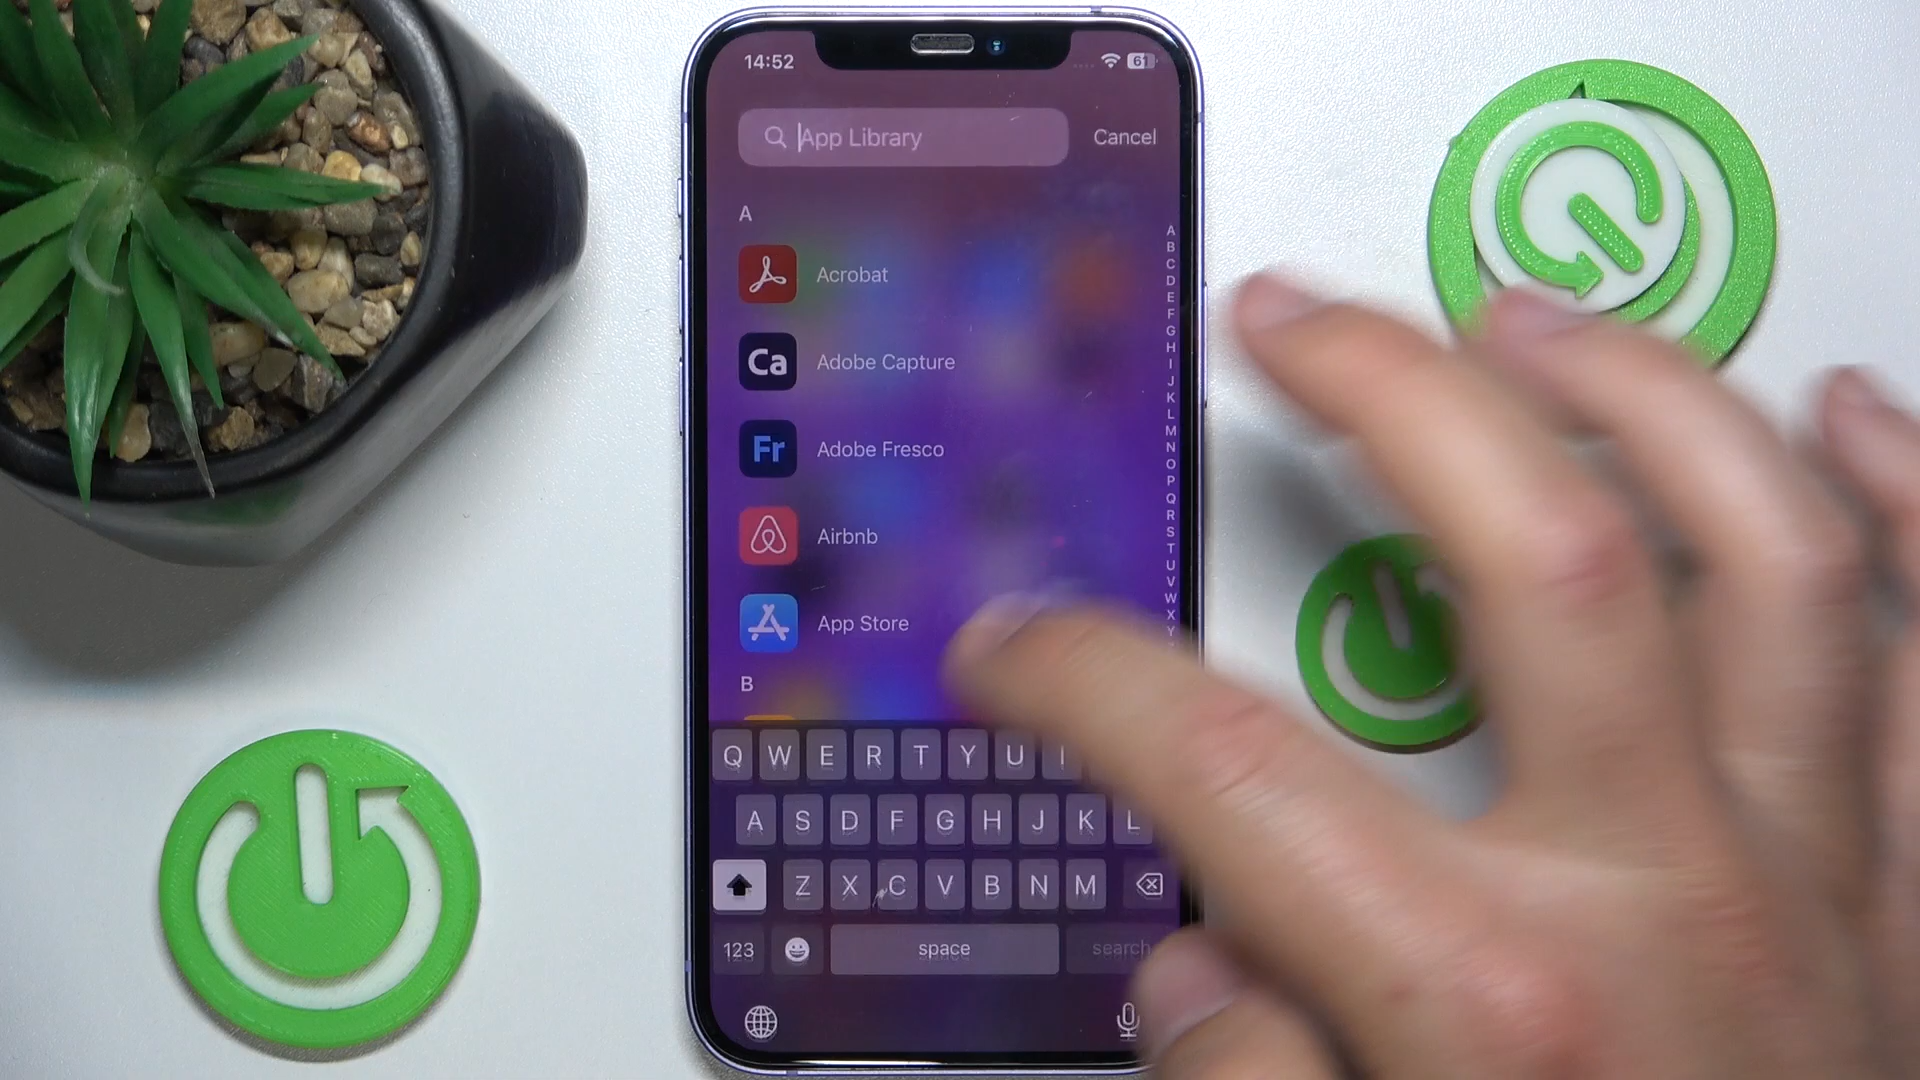 14:52
61
App Library
Cancel
A
Acrobat
Ca
Adobe Capture
Fr
Adobe Fresco
Airbnb
App Store
B
A
B
C
D
E
F
G
H
I
J
K
L
M
N
O
P
Q
R
S
T
U
V
W
X
Y
Q W E R T Y U I
A S D F G H J K L
Z X C V B N M
123 space search